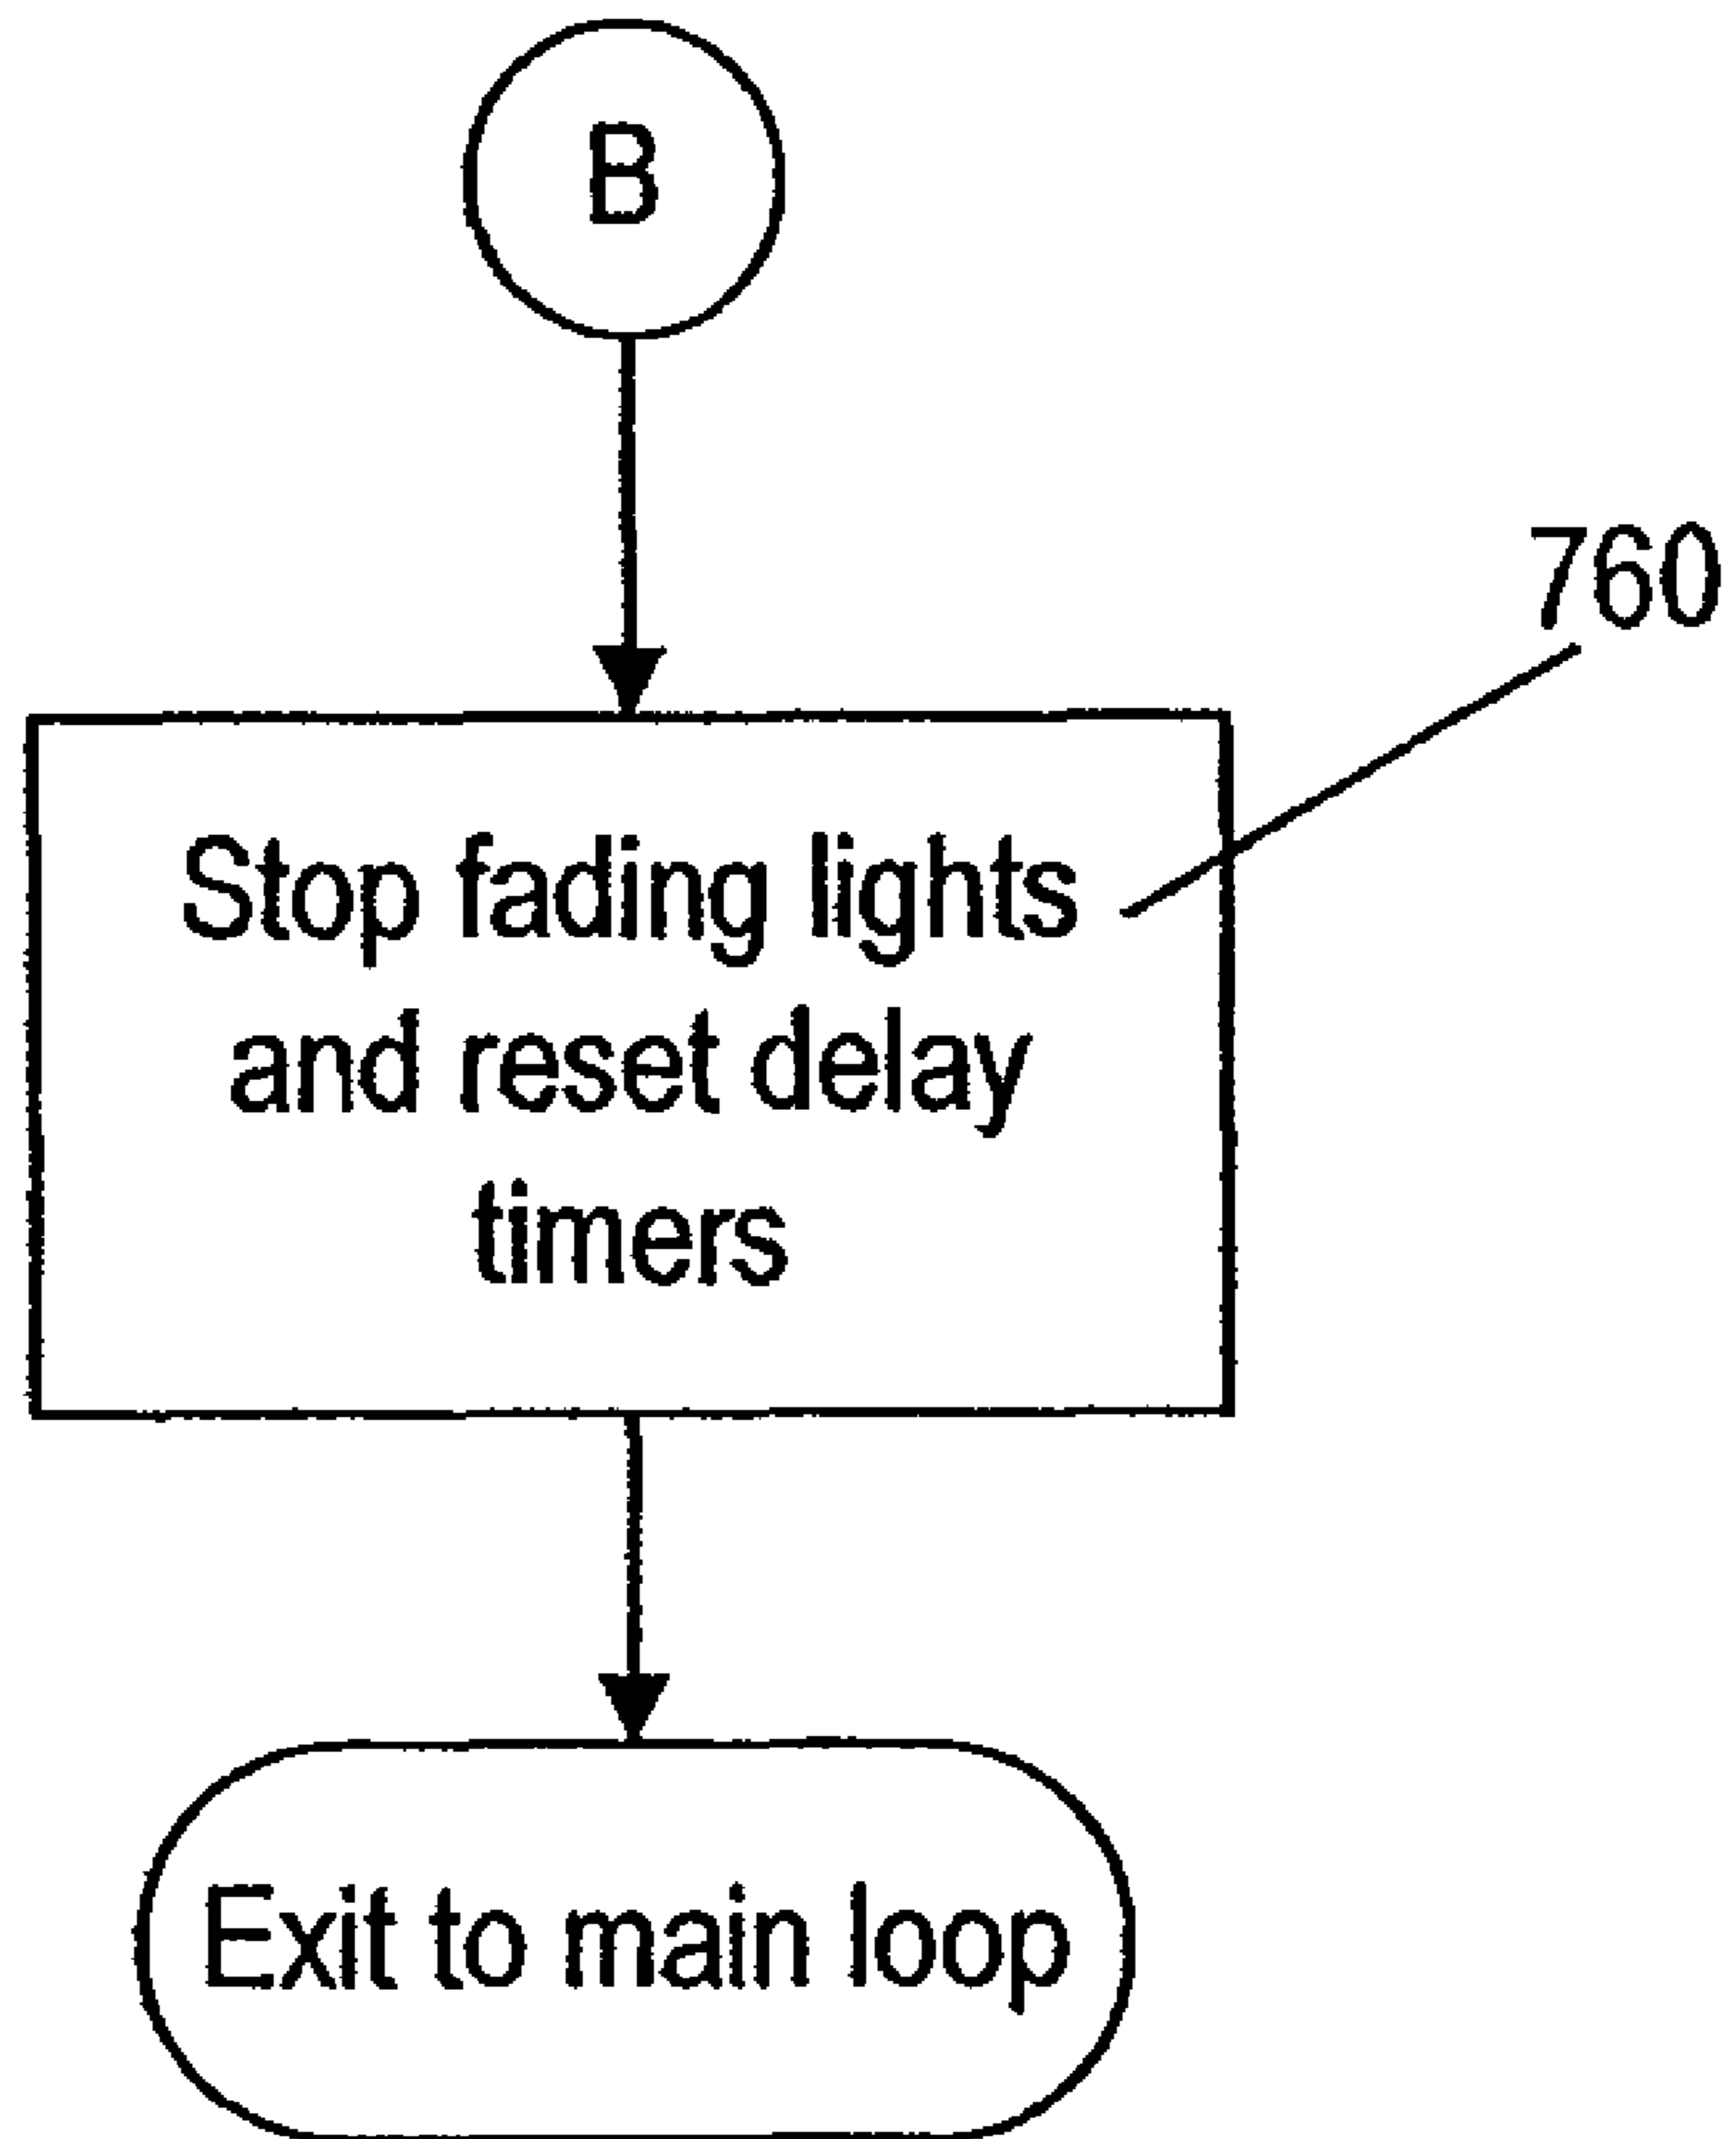 B
760
Stop fading lights
and reset delay
timers
Exit to main loop